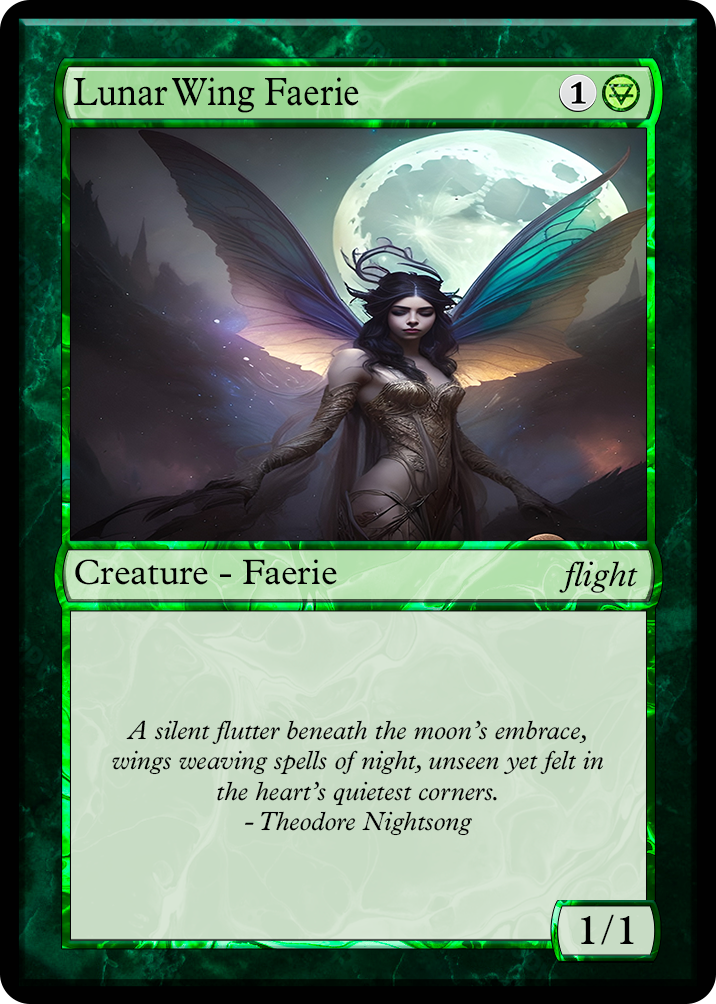 Lunar Wing Faerie 1
Creature - Faerie flight
A silent flutter beneath the moon's embrace,
wings weaving spells of night, unseen yet felt in
the heart's quietest corners.
- Theodore Nightsong
1/1